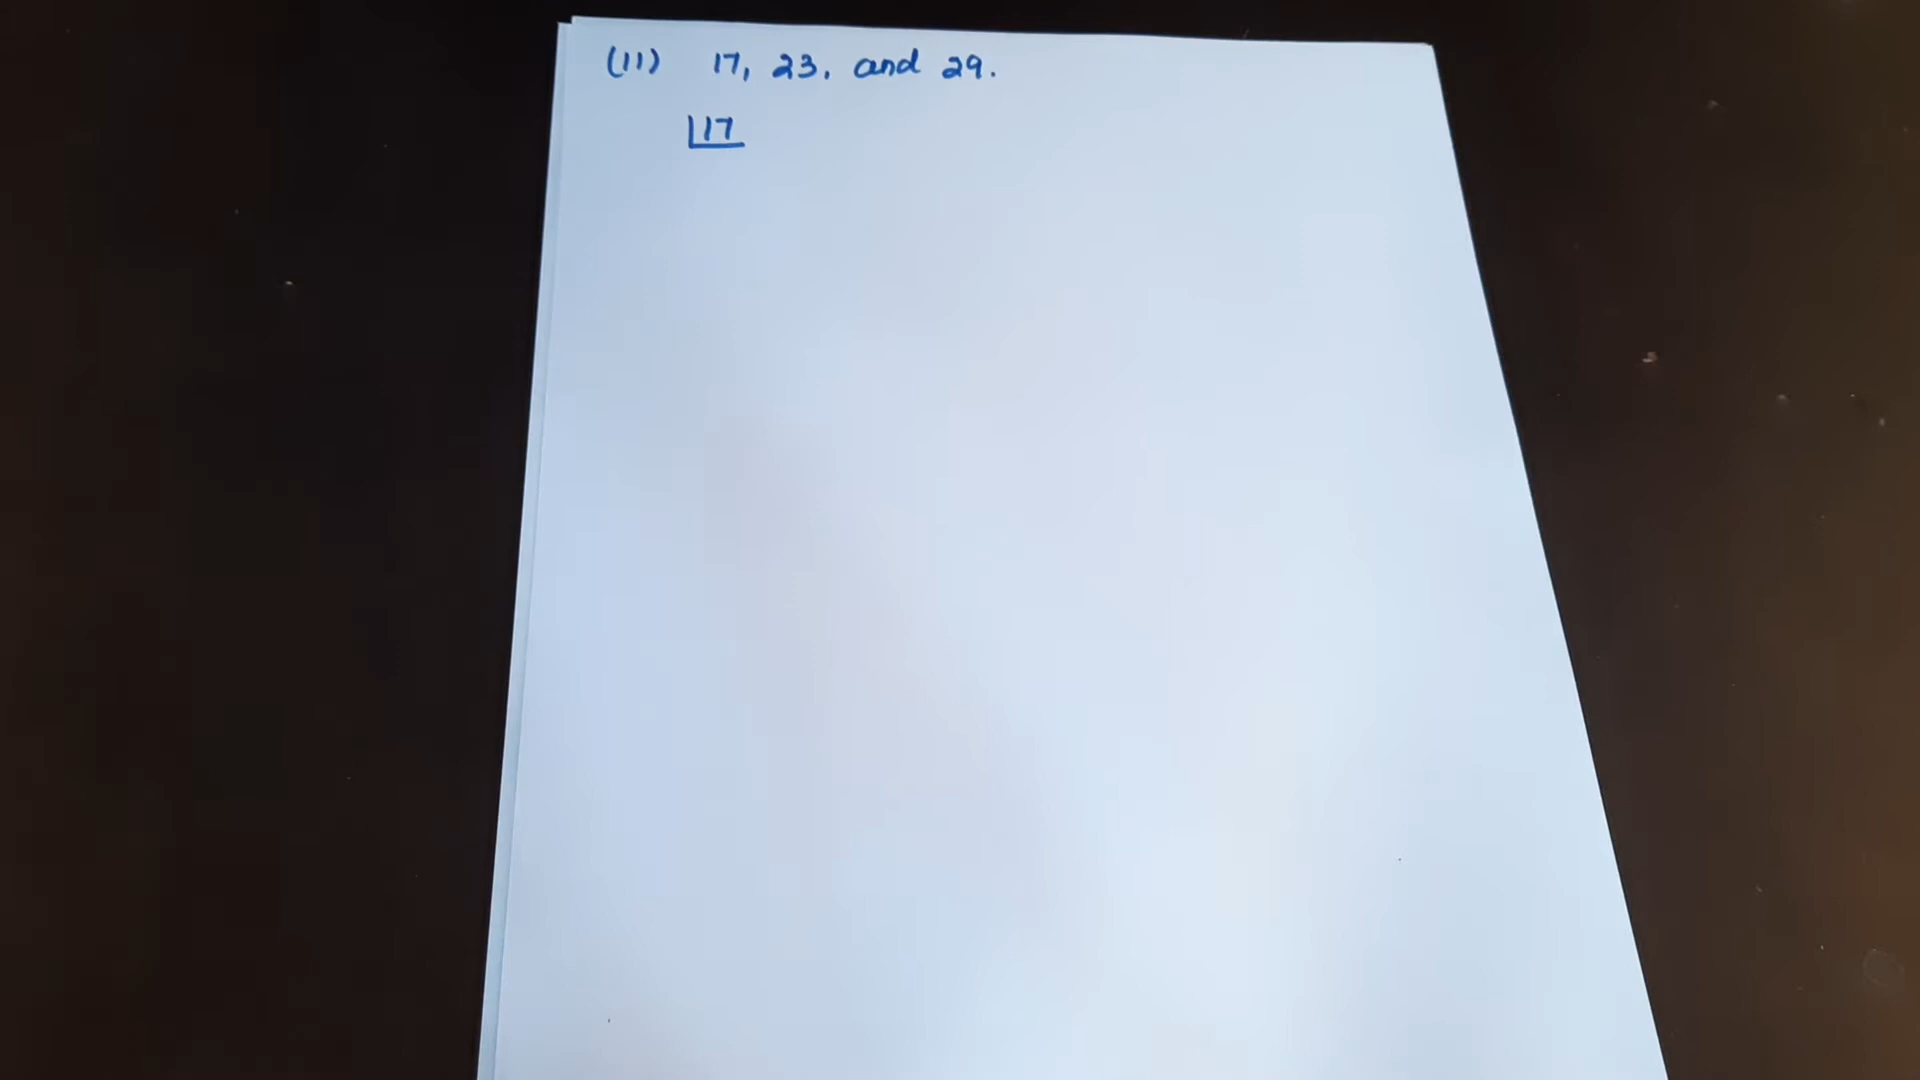 (11) 17, 23, and 29.
17